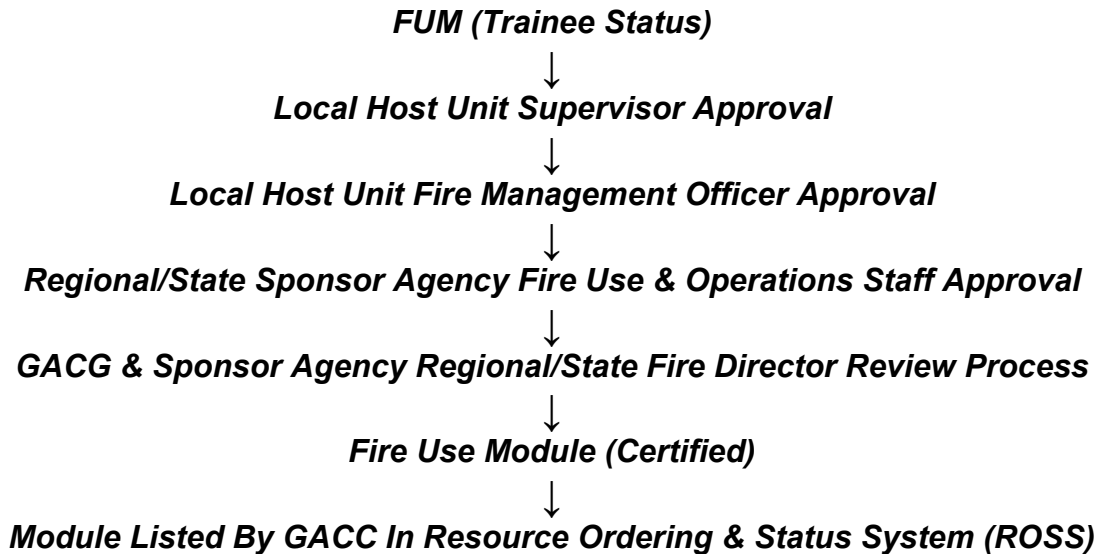 FUM (Trainee Status)
↓
Local Host Unit Supervisor Approval
↓
Local Host Unit Fire Management Officer Approval
↓
Regional/State Sponsor Agency Fire Use & Operations Staff Approval
↓
GACG & Sponsor Agency Regional/State Fire Director Review Process
↓
Fire Use Module (Certified)
↓
Module Listed By GACC In Resource Ordering & Status System (ROSS)